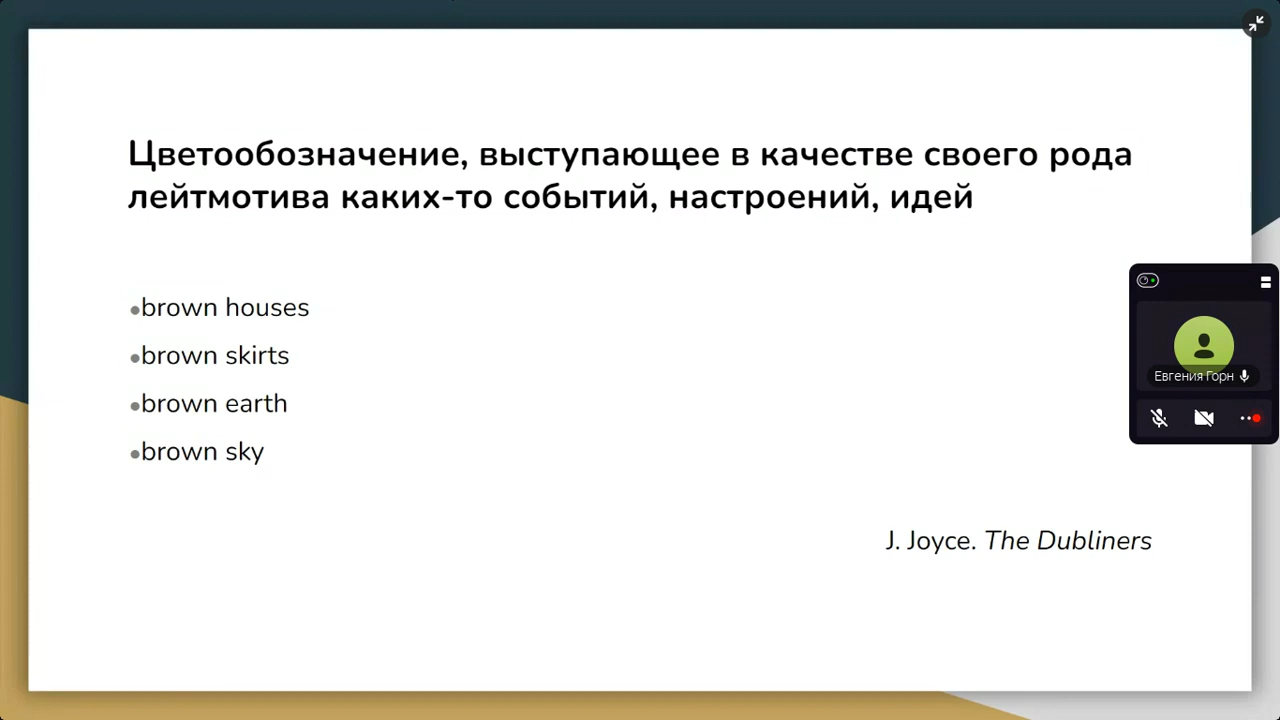 Цветообозначение, выступающее в качестве своего рода
лейтмотива каких-то событий, настроений, идей
•brown houses
•brown skirts
•brown earth
•brown sky
Евгения Горн
J. Joyce. The Dubliners